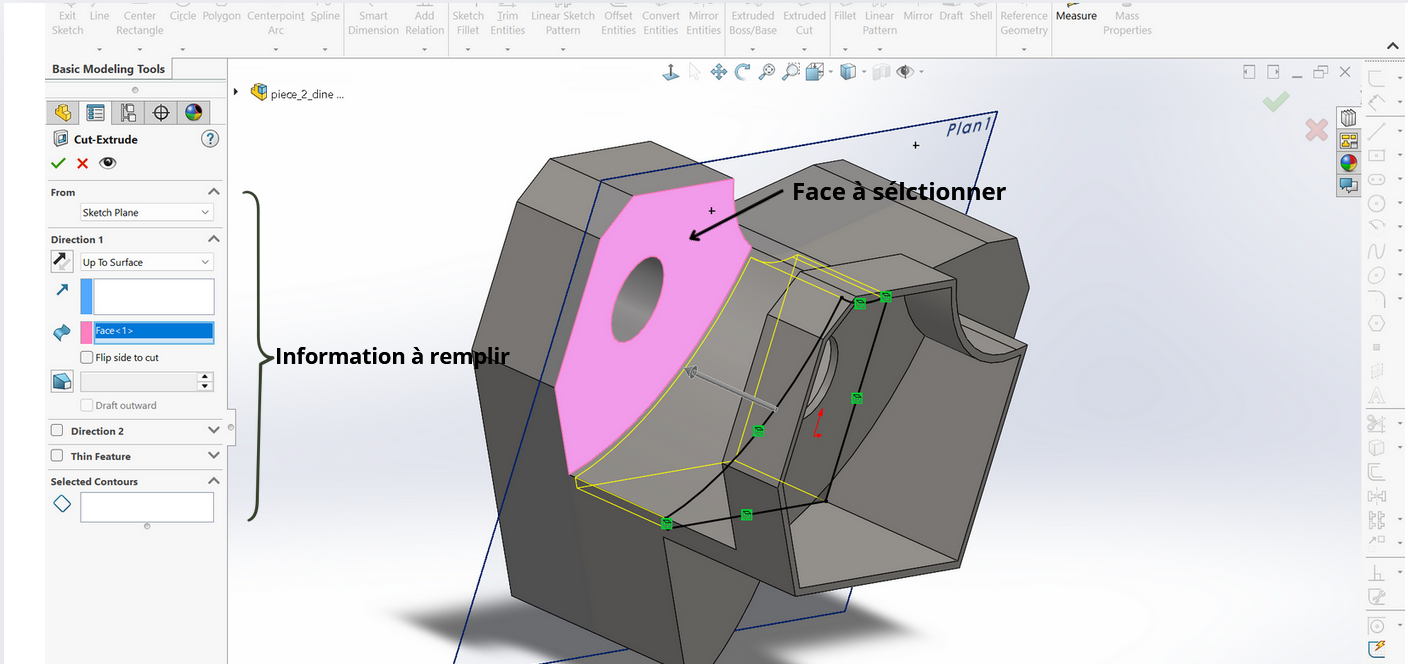 Exit Sketch
Line
Center Rectangle
Circle
Polygon
Centerpoint Arc
Spline
Smart Dimension
Add Relation
Sketch Fillet
Trim Entities
Linear Sketch Pattern
Offset Entities
Convert Entities
Mirror Entities
Extruded Boss/Base
Extruded Cut
Fillet
Linear Pattern
Mirror
Draft
Shell
Reference Geometry
Measure
Mass Properties
Basic Modeling Tools
piece_2_dine ...
Cut-Extrude
?
From
Sketch Plane
Direction 1
Up To Surface
Face<1>
Flip side to cut
Draft outward
Direction 2
Thin Feature
Selected Contours
Plan1
Face à sélctionner
Information à remplir